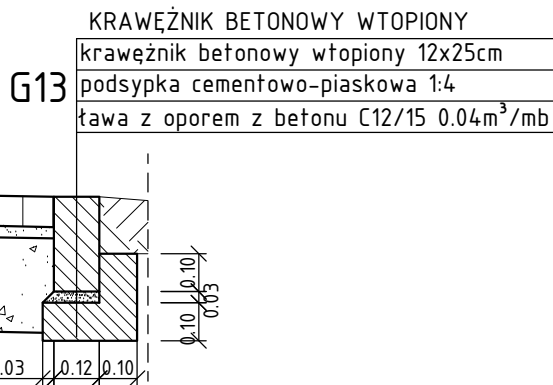 KRAWĘŻNIK BETONOWY WTOPIONY
krawężnik betonowy wtopiony 12x25cm
G13
podsypka cementowo-piaskowa 1:4
ława z oporem z betonu C12/15 0.04m³/mb
0.10
0.03
0.10
.03 0.12 0.10